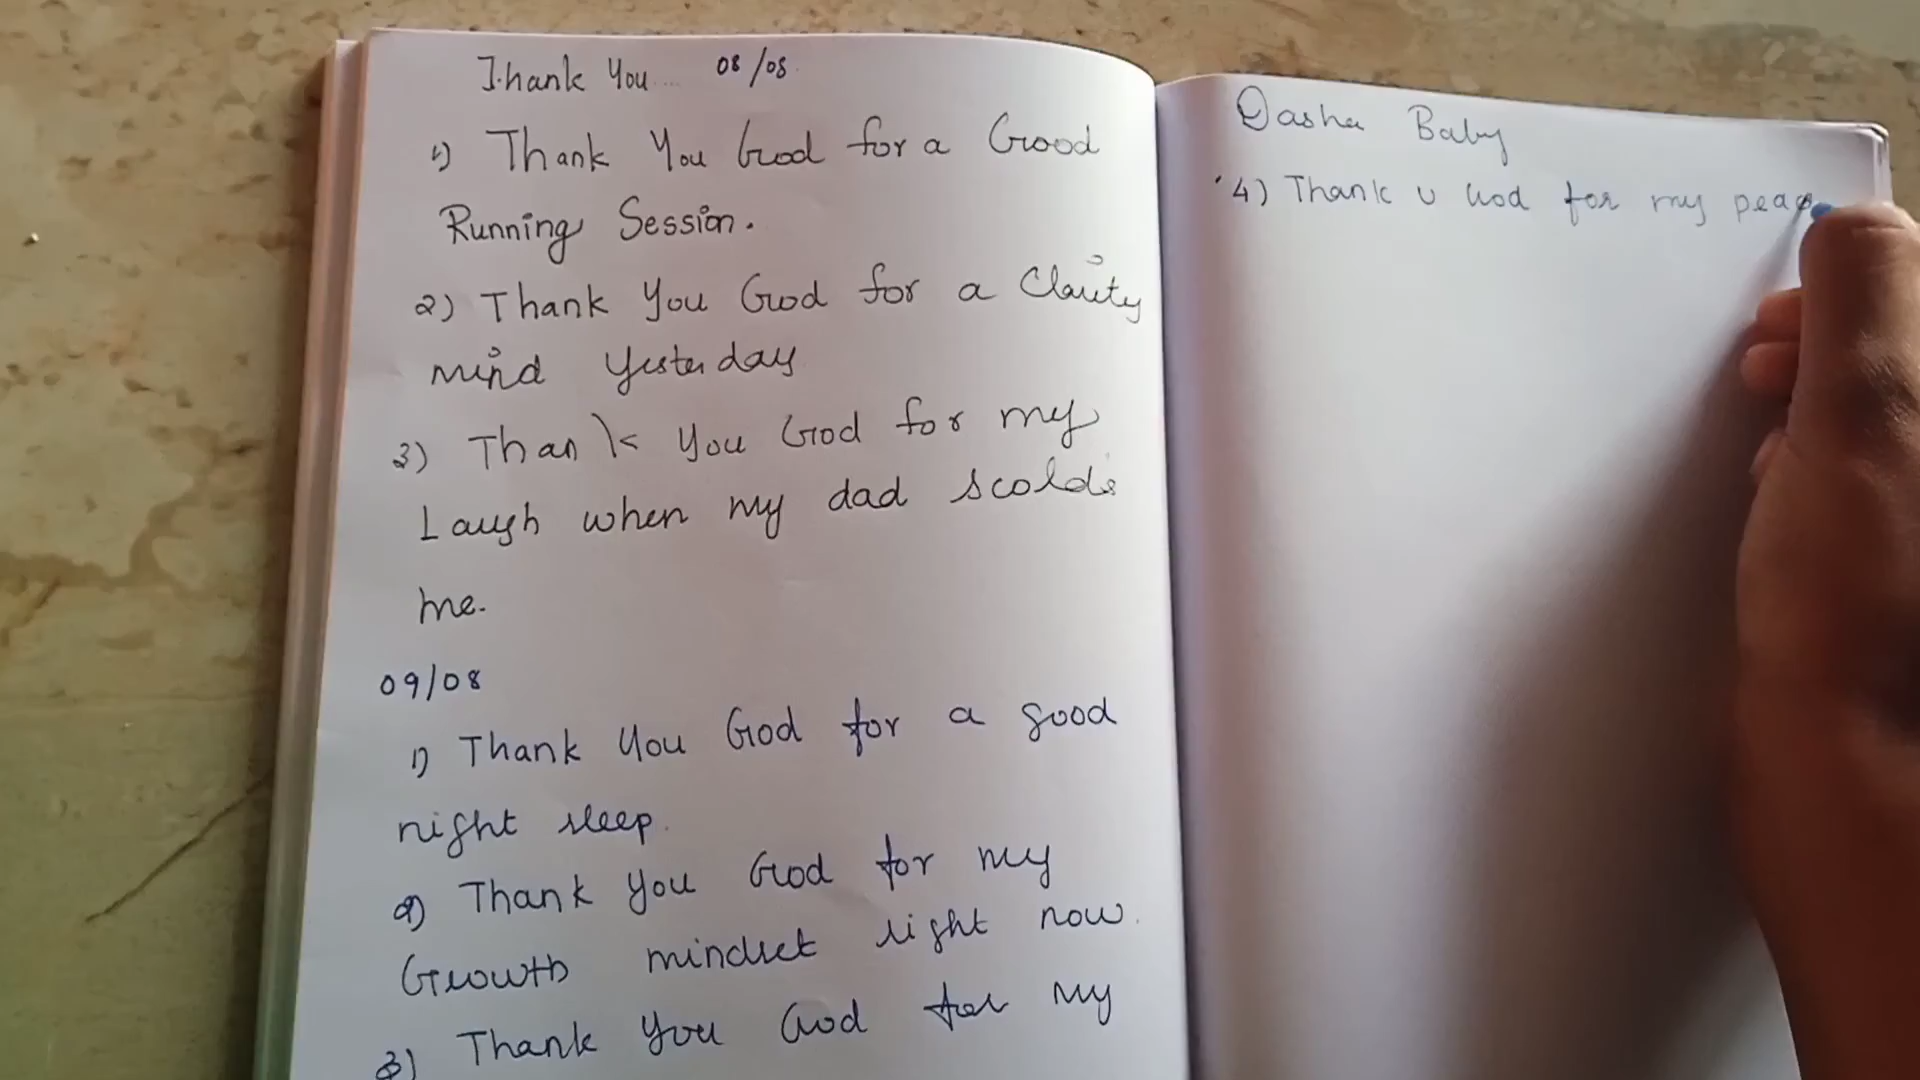 Thank You 08/08
1) Thank You God for a Good
Running Session.
2) Thank You God for a Clarity
mind Yesterday
3) Thank You God for my
Laugh when my dad scolds
me.
09/08
1) Thank You God for a good
night sleep.
2) Thank You God for my
Growth mindset right now.
3) Thank You God for my
Baby
4) Thank u God for my